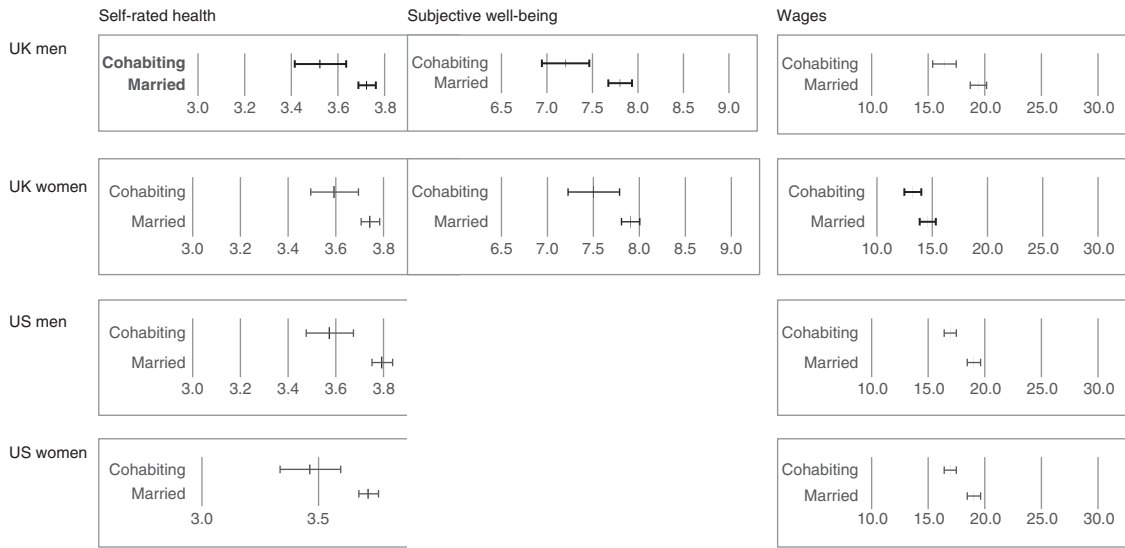 Self-rated health Subjective well-being Wages
UK men
Cohabiting
Married
3.0 3.2 3.4 3.6 3.8
Cohabiting
Married
6.5 7.0 7.5 8.0 8.5 9.0
Cohabiting
Married
10.0 15.0 20.0 25.0 30.0
UK women
Cohabiting
Married
3.0 3.2 3.4 3.6 3.8
Cohabiting
Married
6.5 7.0 7.5 8.0 8.5 9.0
Cohabiting
Married
10.0 15.0 20.0 25.0 30.0
US men
Cohabiting
Married
3.0 3.2 3.4 3.6 3.8
Cohabiting
Married
10.0 15.0 20.0 25.0 30.0
US women
Cohabiting
Married
3.0 3.5
Cohabiting
Married
10.0 15.0 20.0 25.0 30.0